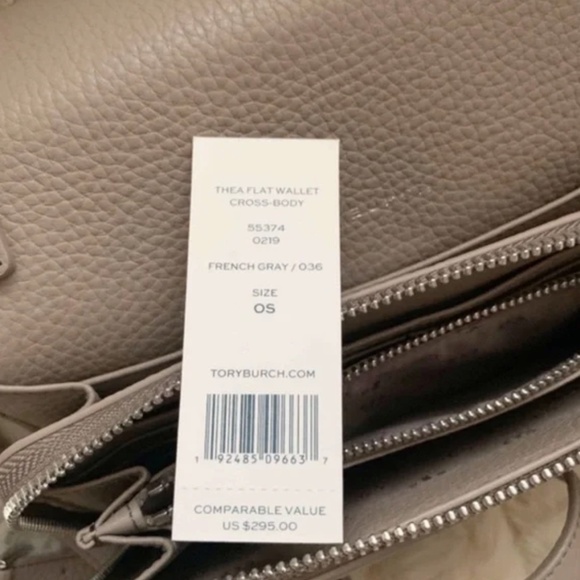 THEA FLAT WALLET
CROSS-BODY
55374
0219
FRENCH GRAY / 036
SIZE
OS
TORYBURCH.COM
1 92485 09663 7
COMPARABLE VALUE
US $295.00